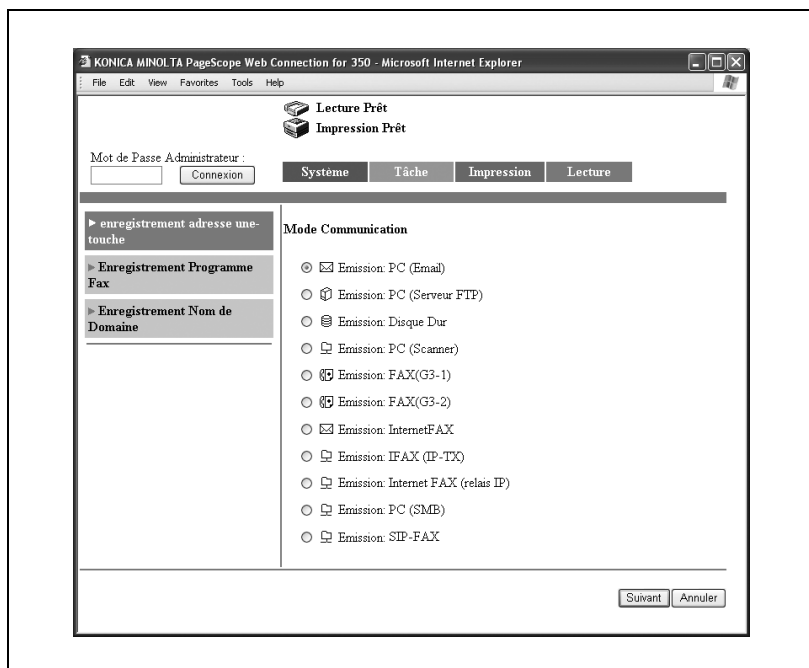 KONICA MINOLTA PageScope Web Connection for 350 - Microsoft Internet Explorer
File Edit View Favorites Tools Help
Lecture Prêt
Impression Prêt
Mot de Passe Administrateur :
Connexion
Système Tâche Impression Lecture
enregistrement adresse une-
touche
Enregistrement Programme
Fax
Enregistrement Nom de
Domaine
Mode Communication
Emission: PC (Email)
Emission: PC (Serveur FTP)
Emission: Disque Dur
Emission: PC (Scanner)
Emission: FAX(G3-1)
Emission: FAX(G3-2)
Emission: InternetFAX
Emission: IFAX (IP-TX)
Emission: Internet FAX (relais IP)
Emission: PC (SMB)
Emission: SIP-FAX
Suivant Annuler